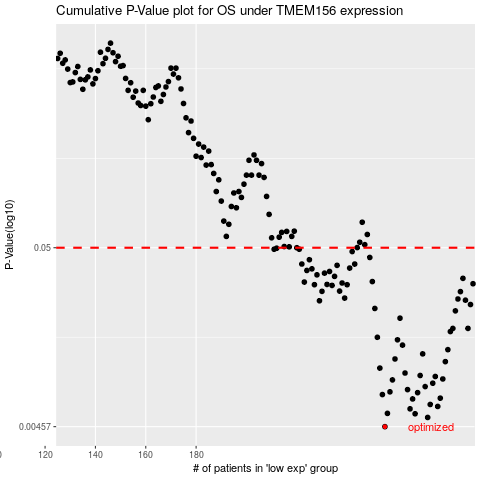 Cumulative P-Value plot for OS under TMEM156 expression
P-Value(log10)
0.05
0.00457
optimized
0 120 140 160 180
# of patients in 'low exp' group